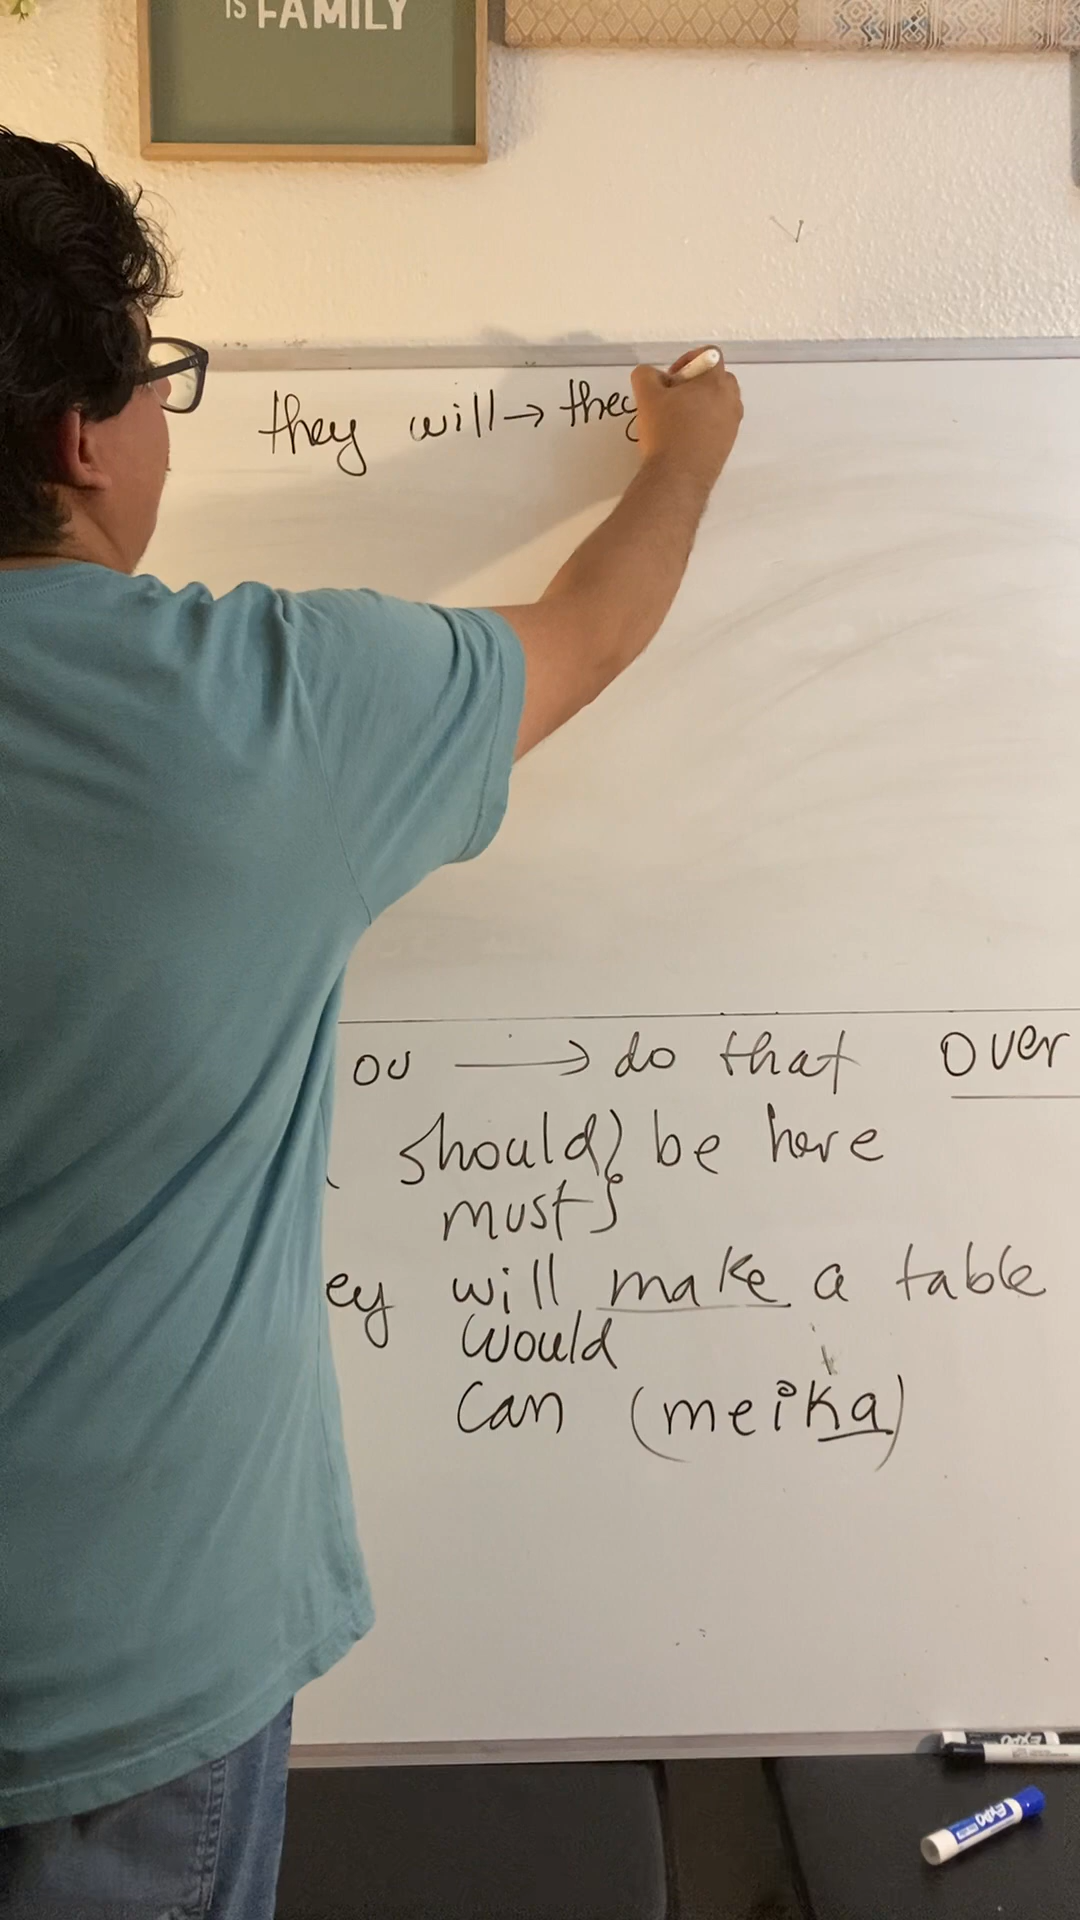 IS FAMILY
they will → they
ou → do that over
should } be here
must }
ey will make a table
would
can (meika)
EXPO
EXPO